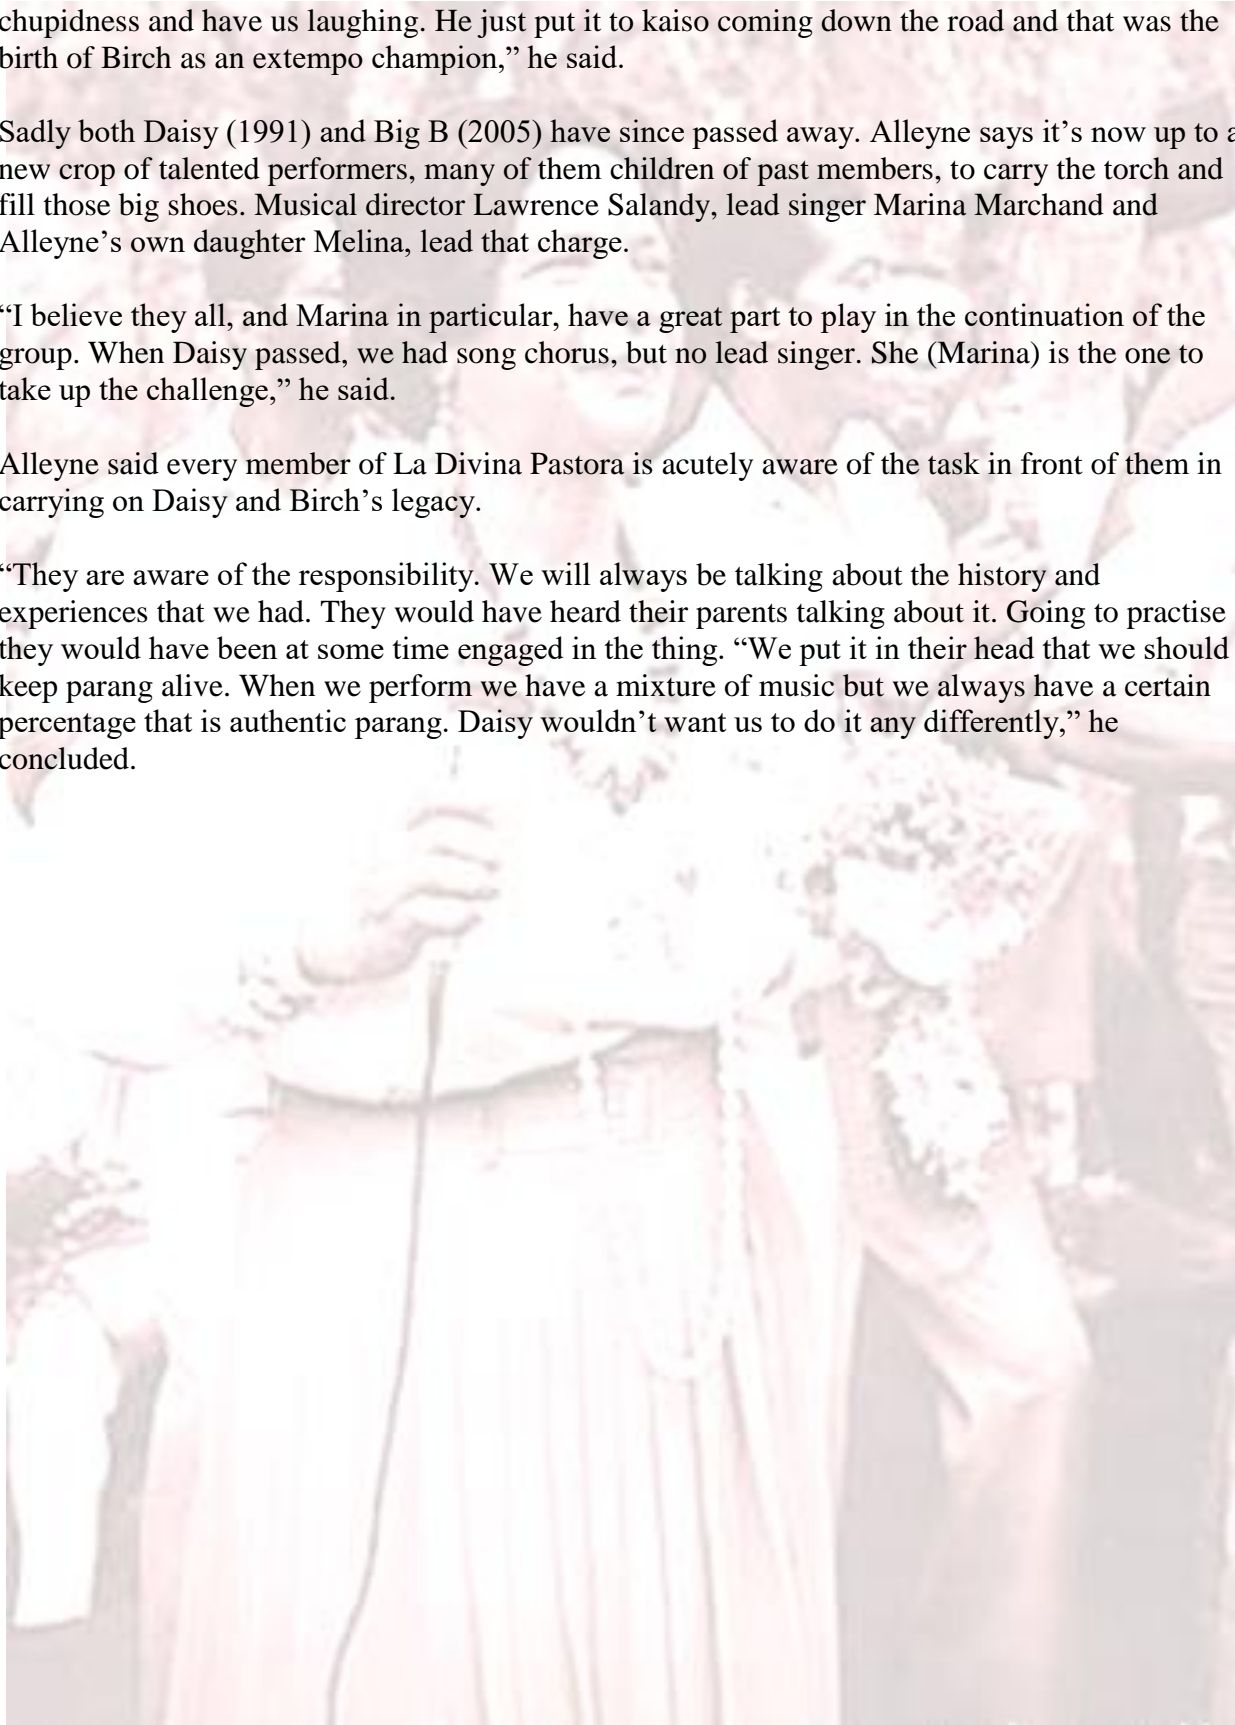 chupidness and have us laughing. He just put it to kaiso coming down the road and that was the
birth of Birch as an extempo champion,” he said.
Sadly both Daisy (1991) and Big B (2005) have since passed away. Alleyne says it’s now up to a
new crop of talented performers, many of them children of past members, to carry the torch and
fill those big shoes. Musical director Lawrence Salandy, lead singer Marina Marchand and
Alleyne’s own daughter Melina, lead that charge.
“I believe they all, and Marina in particular, have a great part to play in the continuation of the
group. When Daisy passed, we had song chorus, but no lead singer. She (Marina) is the one to
take up the challenge,” he said.
Alleyne said every member of La Divina Pastora is acutely aware of the task in front of them in
carrying on Daisy and Birch’s legacy.
“They are aware of the responsibility. We will always be talking about the history and
experiences that we had. They would have heard their parents talking about it. Going to practise
they would have been at some time engaged in the thing. “We put it in their head that we should
keep parang alive. When we perform we have a mixture of music but we always have a certain
percentage that is authentic parang. Daisy wouldn’t want us to do it any differently,” he
concluded.